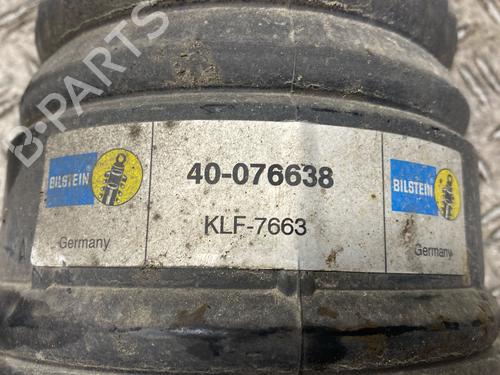 B-PARTS
BILSTEIN
Germany
40-076638
KLF-7663
BILSTEIN
Germany